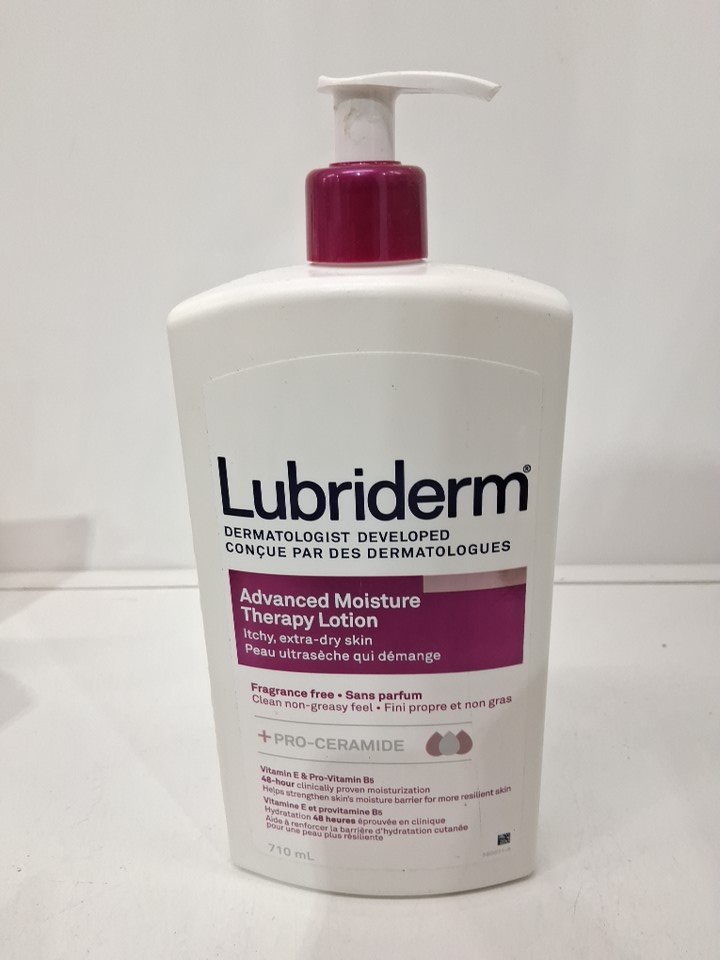 Lubriderm®
DERMATOLOGIST DEVELOPED
CONÇUE PAR DES DERMATOLOGUES
Advanced Moisture
Therapy Lotion
Itchy, extra-dry skin
Peau ultrasèche qui démange
Fragrance free • Sans parfum
Clean non-greasy feel • Fini propre et non gras
+PRO-CERAMIDE
Vitamin E & Pro-Vitamin B5
48-hour clinically proven moisturization
Helps strengthen skin's moisture barrier for more resilient skin
Vitamine E et provitamine B5
Hydratation 48 heures éprouvée en clinique
Aide à renforcer la barrière d'hydratation cutanée
pour une peau plus résiliente
710 mL